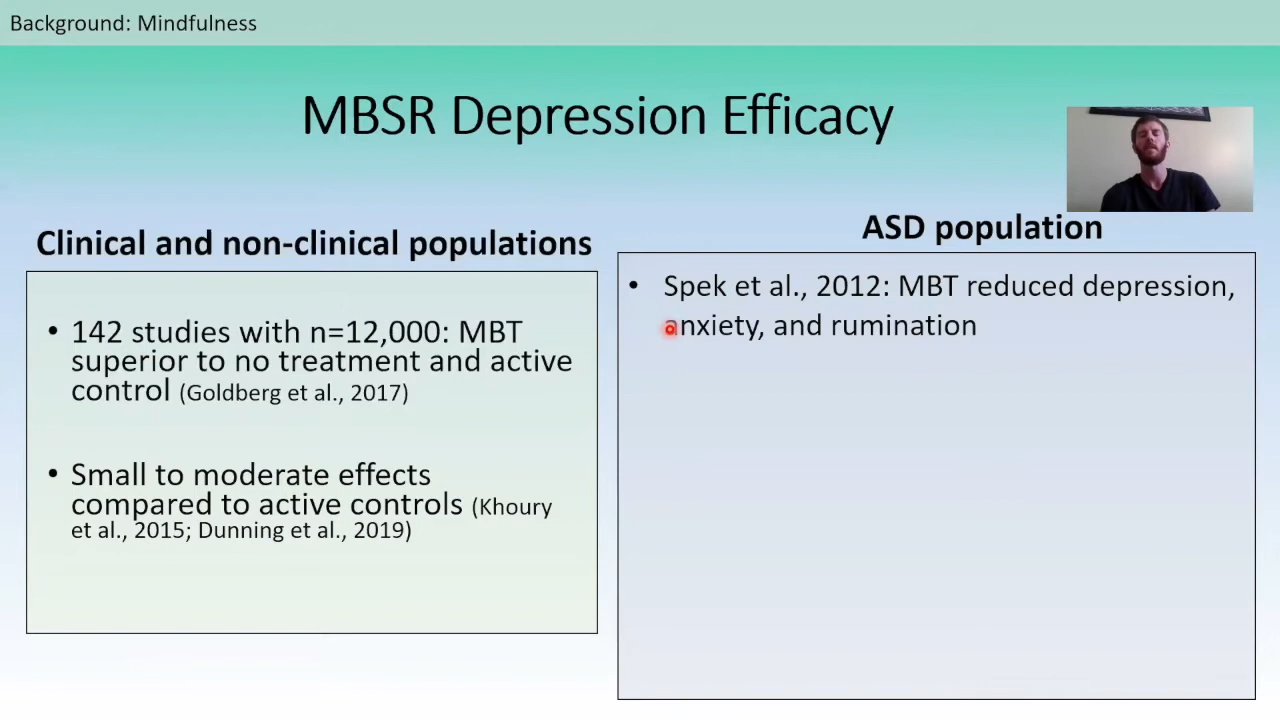 Background: Mindfulness
MBSR Depression Efficacy
Clinical and non-clinical populations
• 142 studies with n=12,000: MBT
superior to no treatment and active
control (Goldberg et al., 2017)
• Small to moderate effects
compared to active controls (Khoury
et al., 2015; Dunning et al., 2019)
ASD population
• Spek et al., 2012: MBT reduced depression,
anxiety, and rumination